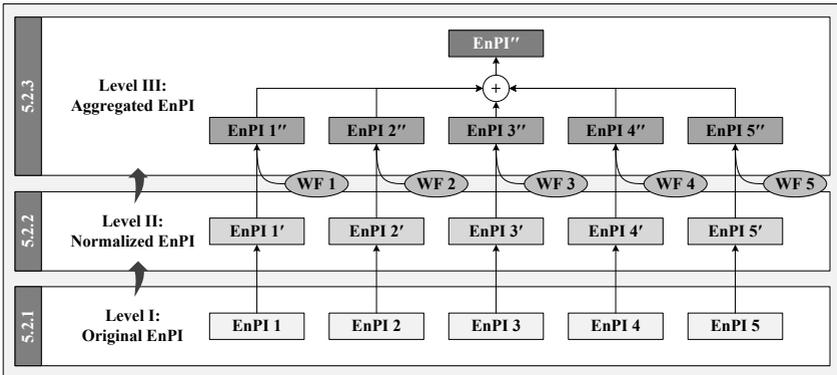 EnPI″
5.2.3
Level III:
Aggregated EnPI
+
EnPI 1″ EnPI 2″ EnPI 3″ EnPI 4″ EnPI 5″
WF 1 WF 2 WF 3 WF 4 WF 5
5.2.2
Level II:
Normalized EnPI
EnPI 1′ EnPI 2′ EnPI 3′ EnPI 4′ EnPI 5′
5.2.1
Level I:
Original EnPI
EnPI 1 EnPI 2 EnPI 3 EnPI 4 EnPI 5